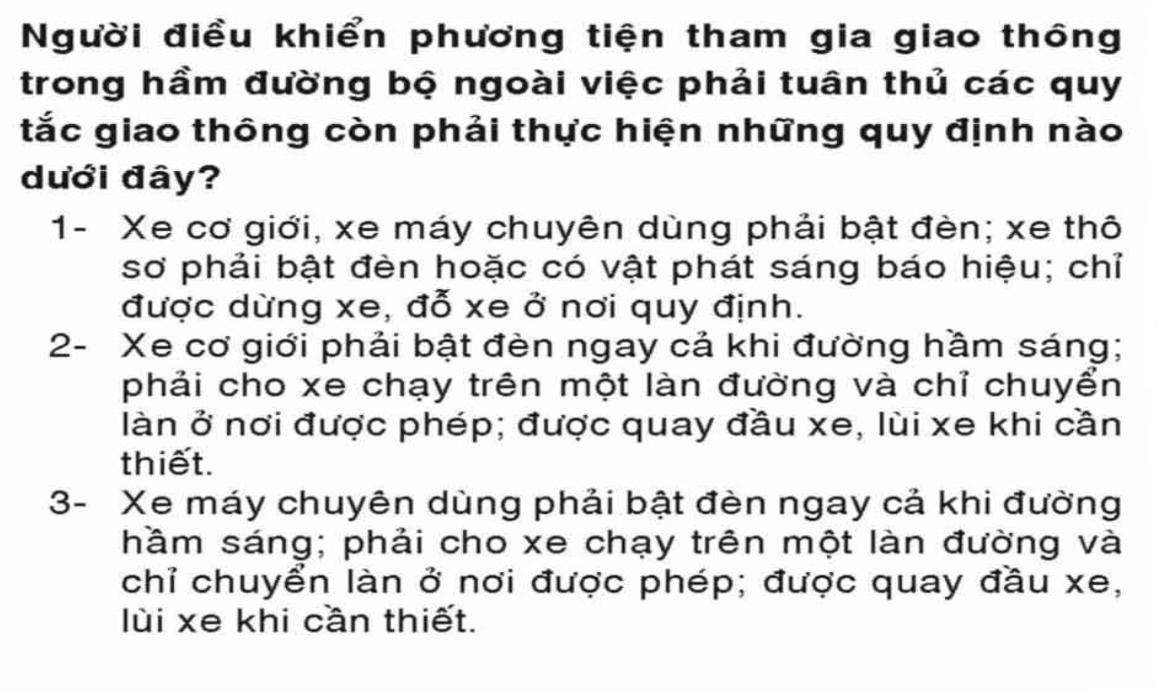 Người điều khiển phương tiện tham gia giao thông
trong hầm đường bộ ngoài việc phải tuân thủ các quy
tắc giao thông còn phải thực hiện những quy định nào
dưới đây?
1- Xe cơ giới, xe máy chuyên dùng phải bật đèn; xe thô
sơ phải bật đèn hoặc có vật phát sáng báo hiệu; chỉ
được dừng xe, đỗ xe ở nơi quy định.
2- Xe cơ giới phải bật đèn ngay cả khi đường hầm sáng;
phải cho xe chạy trên một làn đường và chỉ chuyển
làn ở nơi được phép; được quay đầu xe, lùi xe khi cần
thiết.
3- Xe máy chuyên dùng phải bật đèn ngay cả khi đường
hầm sáng; phải cho xe chạy trên một làn đường và
chỉ chuyển làn ở nơi được phép; được quay đầu xe,
lùi xe khi cần thiết.